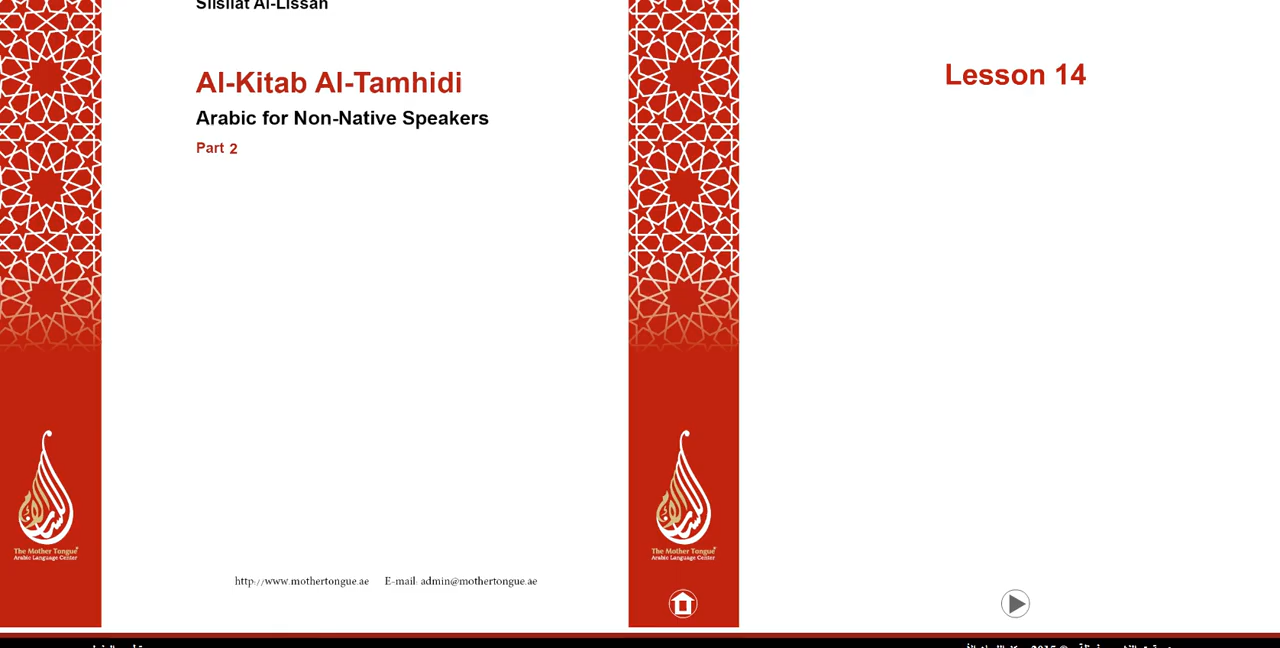 Silsilat Al-Lissan
Al-Kitab Al-Tamhidi
Arabic for Non-Native Speakers
Part 2
The Mother Tongue
Arabic Language Center
http://www.mothertongue.ae E-mail: admin@mothertongue.ae
Lesson 14
The Mother Tongue
Arabic Language Center
© 2015